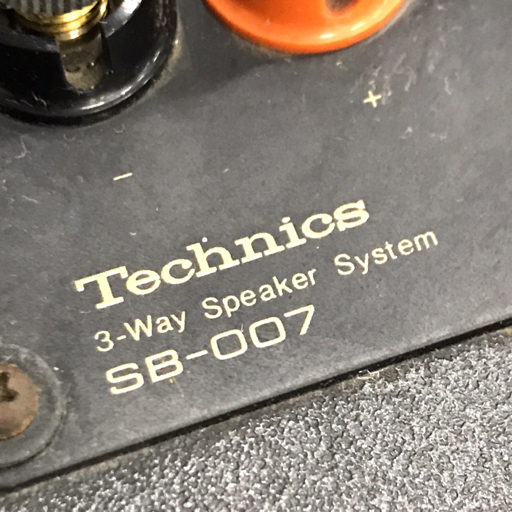 +
-
Technics
3-Way Speaker System
SB-007